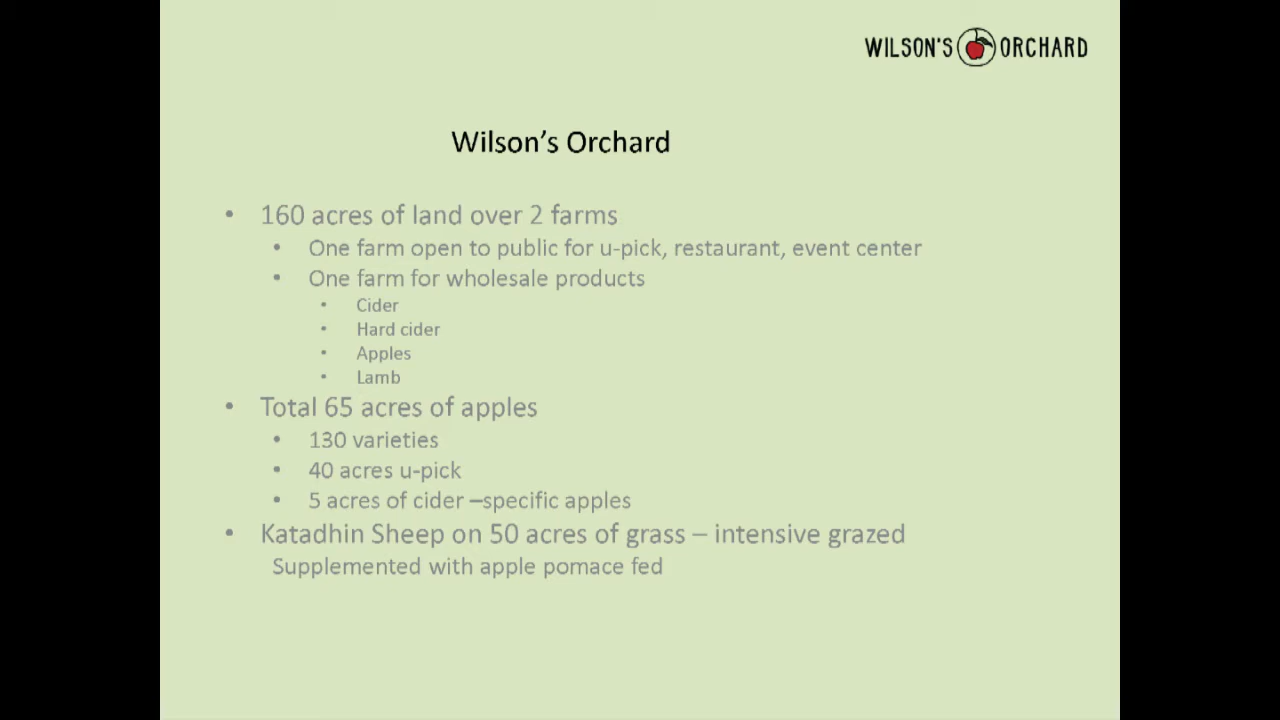 WILSON'S ORCHARD
Wilson’s Orchard
• 160 acres of land over 2 farms
• One farm open to public for u-pick, restaurant, event center
• One farm for wholesale products
• Cider
• Hard cider
• Apples
• Lamb
• Total 65 acres of apples
• 130 varieties
• 40 acres u-pick
• 5 acres of cider –specific apples
• Katadhin Sheep on 50 acres of grass – intensive grazed
Supplemented with apple pomace fed